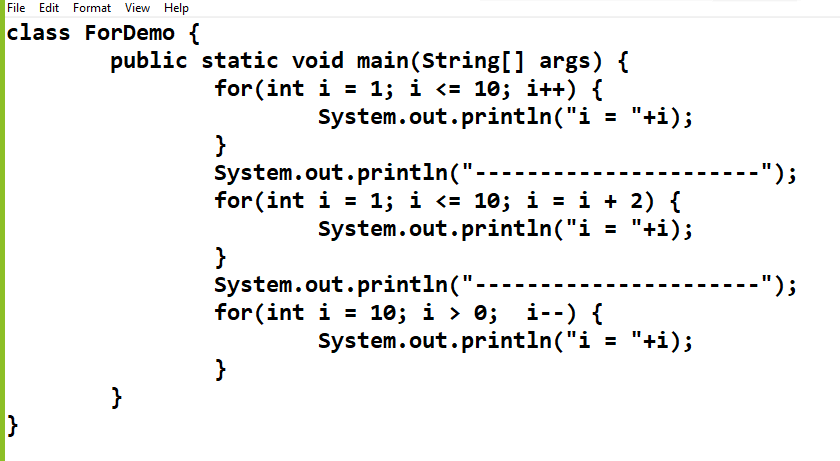 File Edit Format View Help
class ForDemo {
        public static void main(String[] args) {
                for(int i = 1; i <= 10; i++) {
                        System.out.println("i = "+i);
                }
                System.out.println("----------------------");
                for(int i = 1; i <= 10; i = i + 2) {
                        System.out.println("i = "+i);
                }
                System.out.println("----------------------");
                for(int i = 10; i > 0;  i--) {
                        System.out.println("i = "+i);
                }
        }
}